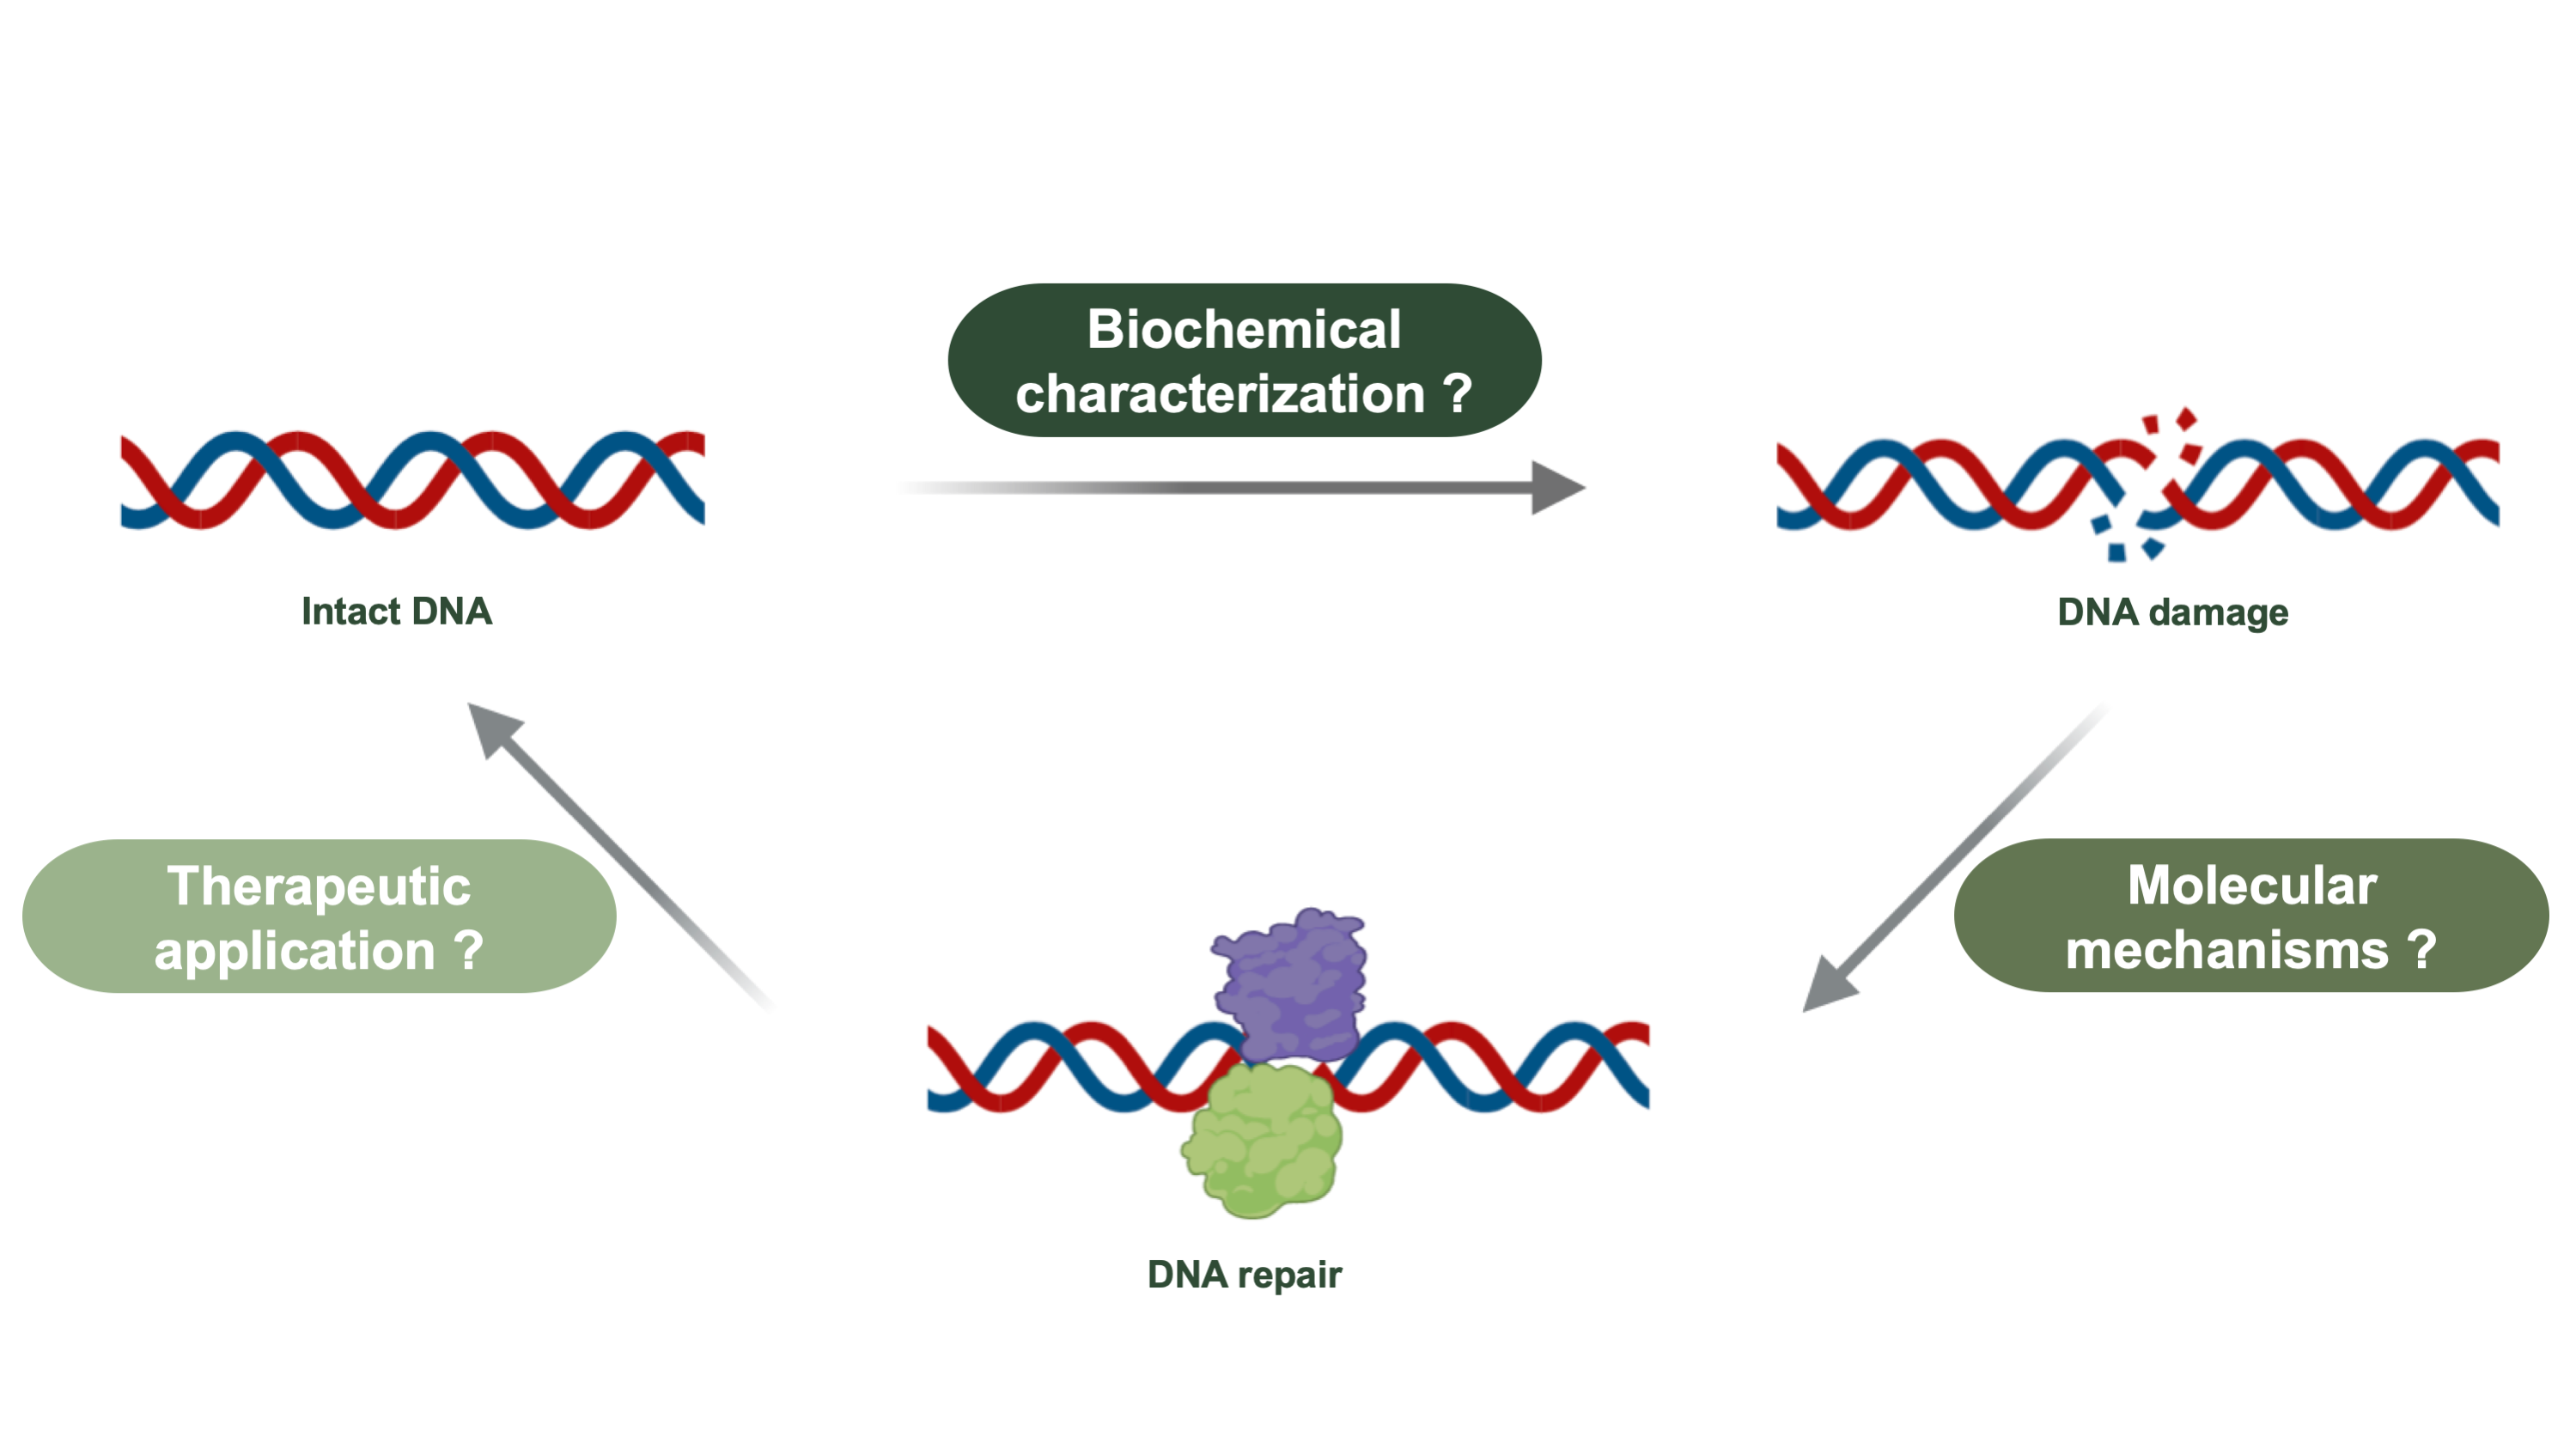 Biochemical
characterization ?
Intact DNA
DNA damage
Therapeutic
application ?
Molecular
mechanisms ?
DNA repair